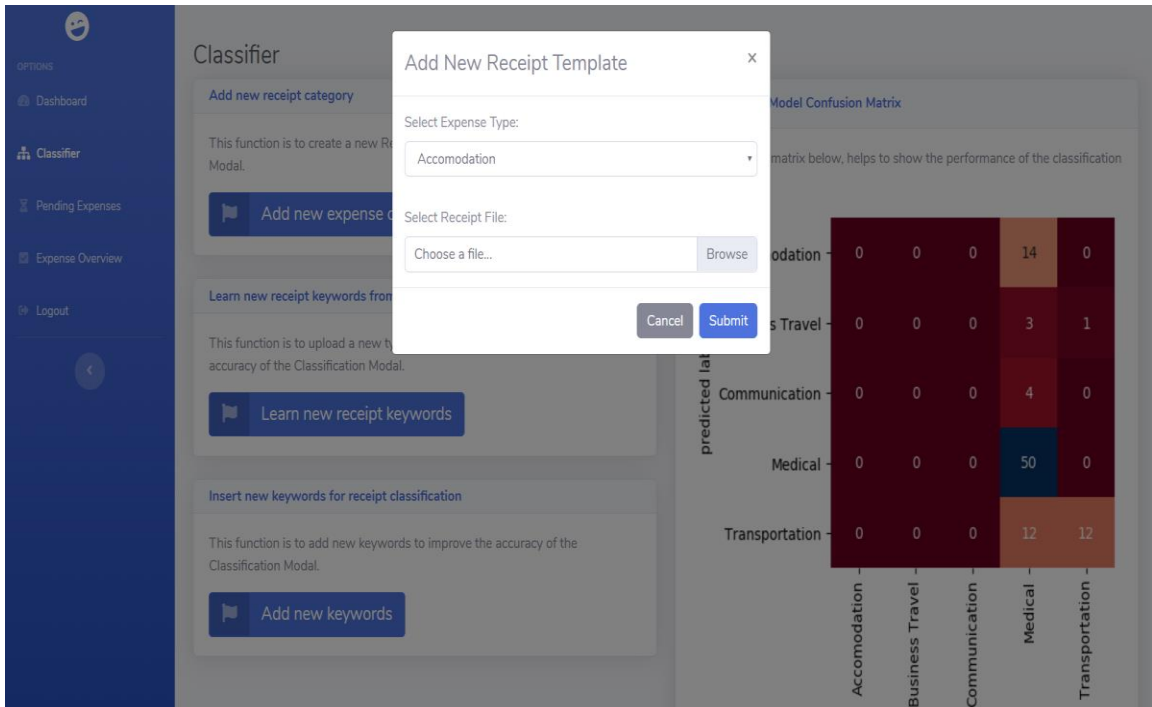 OPTIONS
Dashboard
Classifier
Pending Expenses
Expense Overview
Logout
Classifier
Add new receipt category
This function is to create a new
Modal.
Add new expense
Learn new receipt keywords from
This function is to upload a new
accuracy of the Classification Modal.
Learn new receipt keywords
Insert new keywords for receipt classification
This function is to add new keywords to improve the accuracy of the
Classification Modal.
Add new keywords
Add New Receipt Template
x
Select Expense Type:
Accomodation
Select Receipt File:
Choose a file...
Browse
Cancel
Submit
Model Confusion Matrix
matrix below, helps to show the performance of the classification
predicted
odation 0 0 0 14 0
s Travel 0 0 0 3 1
Communication 0 0 0 4 0
Medical 0 0 0 50 0
Transportation 0 0 0 12 12
Accomodation
Business Travel
Communication
Medical
Transportation